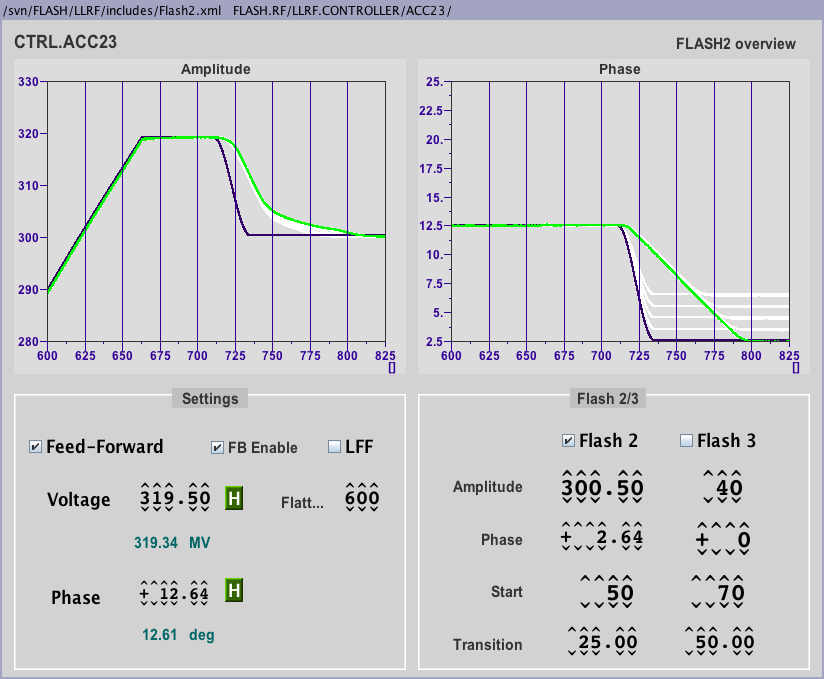 /svn/FLASH/LLRF/includes/Flash2.xml FLASH.RF/LLRF.CONTROLLER/ACC23/
CTRL.ACC23
FLASH2 overview
Amplitude
330
320
310
300
290
280
600 625 650 675 700 725 750 775 800 825
[]
Phase
25.
22.5
20.
17.5
15.
12.5
10.
7.5
5.
2.5
600 625 650 675 700 725 750 775 800 825
[]
Settings
Feed-Forward FB Enable LFF
Voltage 319.50 H Flatt... 600
319.34 MV
Phase + 12.64 H
12.61 deg
Flash 2/3
Flash 2 Flash 3
Amplitude 300.50 40
Phase + 2.64 + 0
Start 50 70
Transition 25.00 50.00